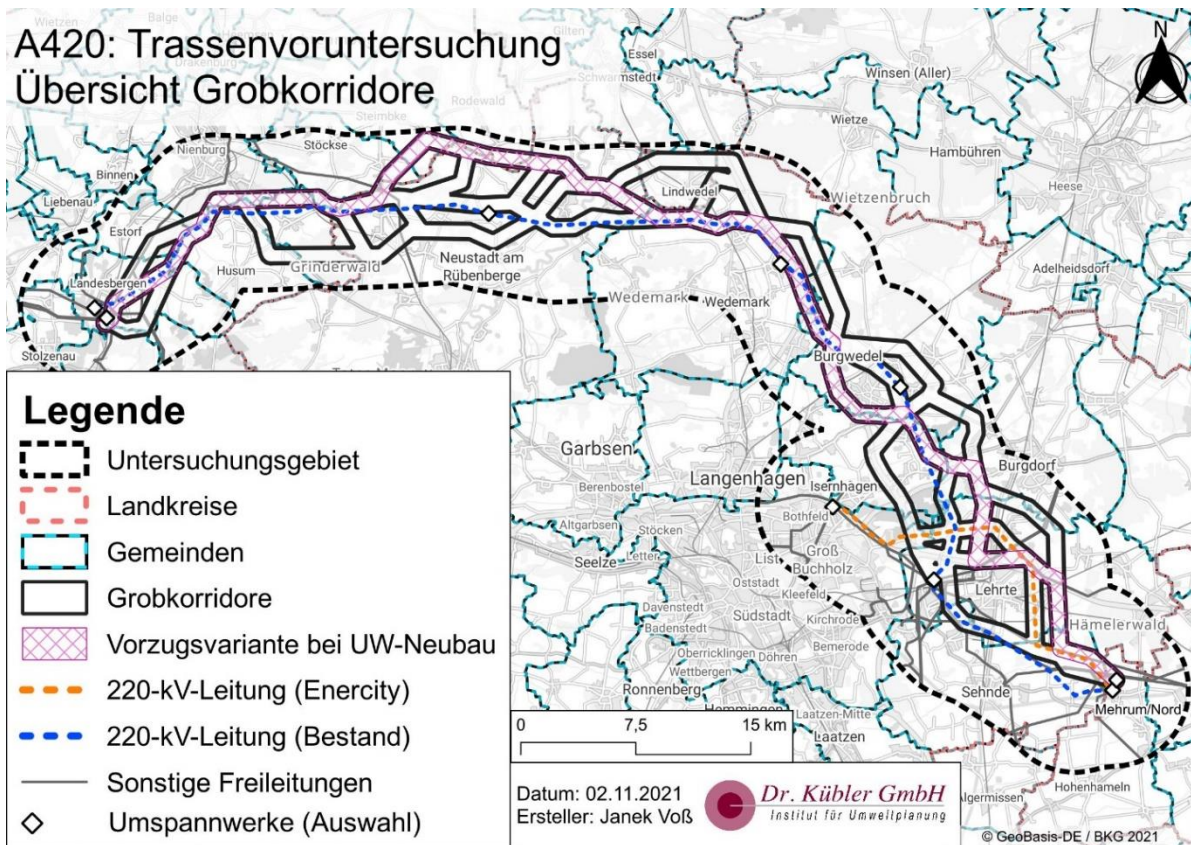 A420: Trassenvoruntersuchung
Übersicht Grobkorridore
N
Wietzen
Balge
Drakenburg
Gilten
Essel
Schwarmstedt
Winsen (Aller)
Rodewald
Steimbke
Wietze
Nienburg
Stöckse
Hambühren
Binnen
Heese
Liebenau
Lindwedel
Wietzenbruch
Estorf
Husum
Grinderwald
Neustadt am
Rübenberge
Landesbergen
Adelheidsdorf
Wedemark
Wedemark
Stolzenau
Burgwedel
Garbsen
Burgdorf
Langenhagen
Isernhagen
Berenbostel
Altgarbsen
Stöcken
Bothfeld
Seelze
Letter
List
Groß
Buchholz
Lehrte
Oststadt
Kleefeld
Davenstedt
Südstadt
Kirchrode
Badenstedt
Hämelerwald
Bemerode
Oberricklingen
Döhren
Wettbergen
Ronnenberg
Sehnde
Mehrum/Nord
Hemmingen
Laatzen-Mitte
Laatzen
Hohenhameln
Algermissen
Legende
Untersuchungsgebiet
Landkreise
Gemeinden
Grobkorridore
Vorzugsvariante bei UW-Neubau
220-kV-Leitung (Enercity)
220-kV-Leitung (Bestand)
Sonstige Freileitungen
Umspannwerke (Auswahl)
0 7,5 15 km
Datum: 02.11.2021
Ersteller: Janek Voß
Dr. Kübler GmbH
Institut für Umweltplanung
© GeoBasis-DE / BKG 2021